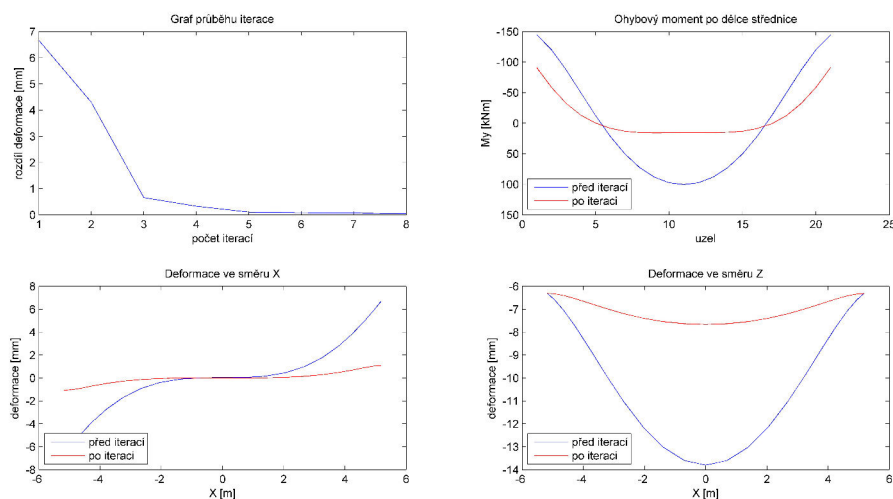 Graf průběhu iterace
rozdíl deformace [mm]
7
6
5
4
3
2
1
0
1 2 3 4 5 6 7 8
počet iterací
Ohybový moment po délce střednice
My [kNm]
-150
-100
-50
0
50
100
150
0 5 10 15 20 25
uzel
před iterací
po iteraci
Deformace ve směru X
deformace [mm]
8
6
4
2
0
-2
-4
-6
-8
-6 -4 -2 0 2 4 6
X [m]
před iterací
po iteraci
Deformace ve směru Z
deformace [mm]
-6
-7
-8
-9
-10
-11
-12
-13
-14
-6 -4 -2 0 2 4 6
X [m]
před iterací
po iteraci